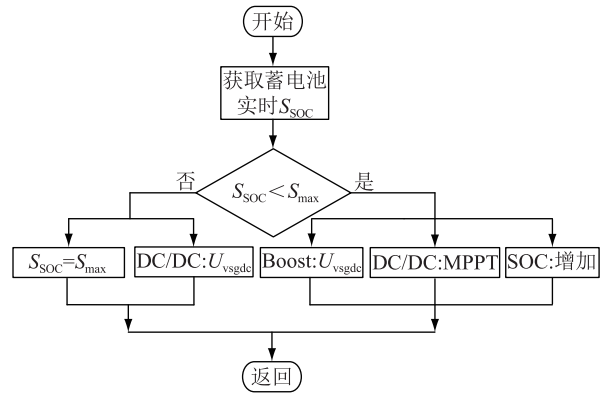 开始
获取蓄电池
实时S_SOC
S_SOC<S_max
否
是
S_SOC=S_max
DC/DC:U_vsgdc
Boost:U_vsgdc
DC/DC:MPPT
SOC:增加
返回